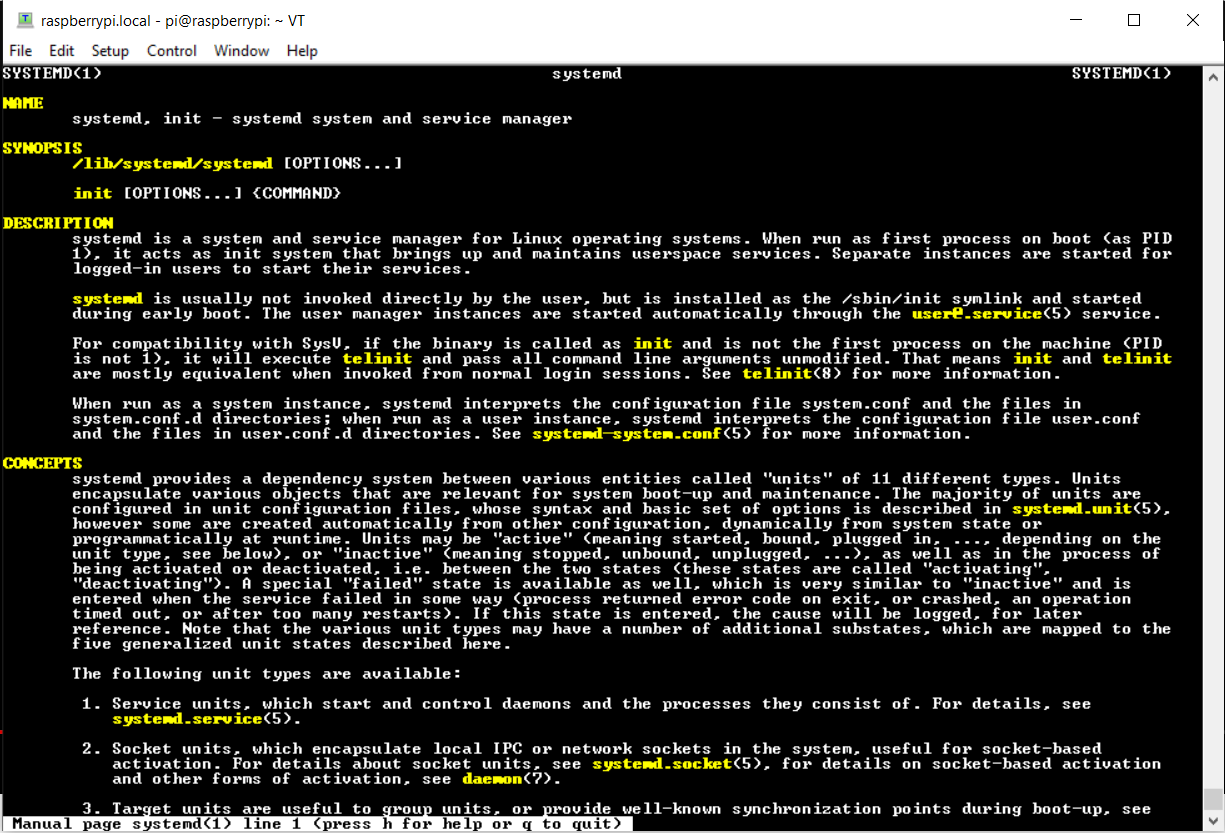 raspberrypi.local - pi@raspberrypi: ~ VT
File Edit Setup Control Window Help
SYSTEMD(1) systemd SYSTEMD(1)
NAME
systemd, init - systemd system and service manager
SYNOPSIS
/lib/systemd/systemd [OPTIONS...]
init [OPTIONS...] {COMMAND}
DESCRIPTION
systemd is a system and service manager for Linux operating systems. When run as first process on boot (as PID
1), it acts as init system that brings up and maintains userspace services. Separate instances are started for
logged-in users to start their services.
systemd is usually not invoked directly by the user, but is installed as the /sbin/init symlink and started
during early boot. The user manager instances are started automatically through the user@.service(5) service.
For compatibility with SysV, if the binary is called as init and is not the first process on the machine (PID
is not 1), it will execute telinit and pass all command line arguments unmodified. That means init and telinit
are mostly equivalent when invoked from normal login sessions. See telinit(8) for more information.
When run as a system instance, systemd interprets the configuration file system.conf and the files in
system.conf.d directories; when run as a user instance, systemd interprets the configuration file user.conf
and the files in user.conf.d directories. See systemd-system.conf(5) for more information.
CONCEPTS
systemd provides a dependency system between various entities called "units" of 11 different types. Units
encapsulate various objects that are relevant for system boot-up and maintenance. The majority of units are
configured in unit configuration files, whose syntax and basic set of options is described in systemd.unit(5),
however some are created automatically from other configuration, dynamically from system state or
programmatically at runtime. Units may be "active" (meaning started, bound, plugged in, ..., depending on the
unit type, see below), or "inactive" (meaning stopped, unbound, unplugged, ...), as well as in the process of
being activated or deactivated, i.e. between the two states (these states are called "activating",
"deactivating"). A special "failed" state is available as well, which is very similar to "inactive" and is
entered when the service failed in some way (process returned error code on exit, or crashed, an operation
timed out, or after too many restarts). If this state is entered, the cause will be logged, for later
reference. Note that the various unit types may have a number of additional substates, which are mapped to the
five generalized unit states described here.
The following unit types are available:
1. Service units, which start and control daemons and the processes they consist of. For details, see
systemd.service(5).
2. Socket units, which encapsulate local IPC or network sockets in the system, useful for socket-based
activation. For details about socket units, see systemd.socket(5), for details on socket-based activation
and other forms of activation, see daemon(7).
3. Target units are useful to group units, or provide well-known synchronization points during boot-up, see
Manual page systemd(1) line 1 (press h for help or q to quit)